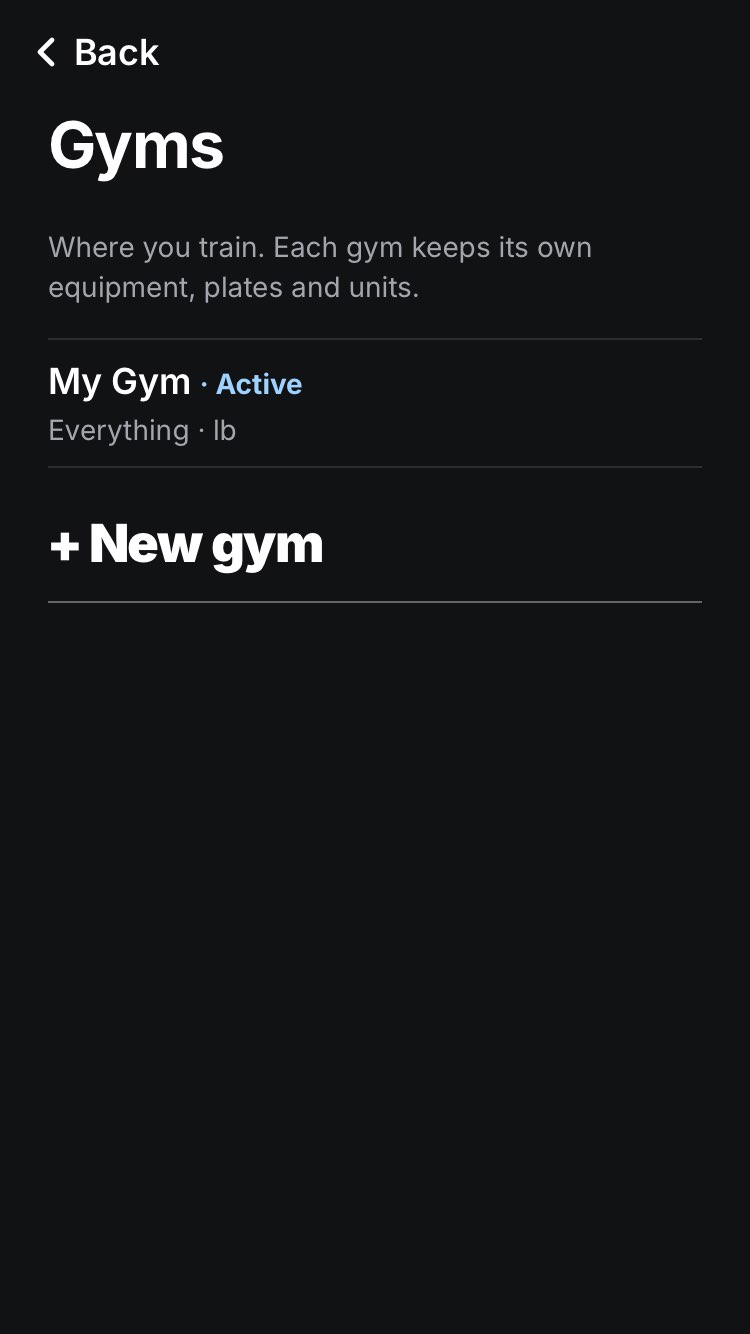 Back
Gyms
Where you train. Each gym keeps its own
equipment, plates and units.
My Gym · Active
Everything · lb
+ New gym